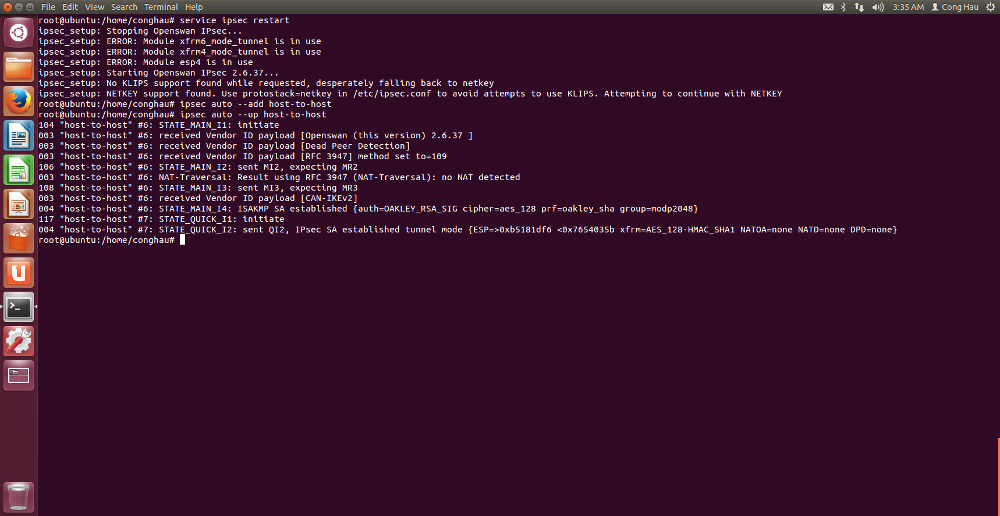 File Edit View Search Terminal Help 3:35 AM Cong Hau
root@ubuntu:/home/conghau# service ipsec restart
ipsec_setup: Stopping Openswan IPsec...
ipsec_setup: ERROR: Module xfrm6_mode_tunnel is in use
ipsec_setup: ERROR: Module xfrm4_mode_tunnel is in use
ipsec_setup: ERROR: Module esp4 is in use
ipsec_setup: Starting Openswan IPsec 2.6.37...
ipsec_setup: No KLIPS support found while requested, desperately falling back to netkey
ipsec_setup: NETKEY support found. Use protostack=netkey in /etc/ipsec.conf to avoid attempts to use KLIPS. Attempting to continue with NETKEY
root@ubuntu:/home/conghau# ipsec auto --add host-to-host
root@ubuntu:/home/conghau# ipsec auto --up host-to-host
104 "host-to-host" #6: STATE_MAIN_I1: initiate
003 "host-to-host" #6: received Vendor ID payload [Openswan (this version) 2.6.37 ]
003 "host-to-host" #6: received Vendor ID payload [Dead Peer Detection]
003 "host-to-host" #6: received Vendor ID payload [RFC 3947] method set to=109
106 "host-to-host" #6: STATE_MAIN_I2: sent MI2, expecting MR2
003 "host-to-host" #6: NAT-Traversal: Result using RFC 3947 (NAT-Traversal): no NAT detected
108 "host-to-host" #6: STATE_MAIN_I3: sent MI3, expecting MR3
003 "host-to-host" #6: received Vendor ID payload [CAN-IKEv2]
004 "host-to-host" #6: STATE_MAIN_I4: ISAKMP SA established {auth=OAKLEY_RSA_SIG cipher=aes_128 prf=oakley_sha group=modp2048}
117 "host-to-host" #7: STATE_QUICK_I1: initiate
004 "host-to-host" #7: STATE_QUICK_I2: sent QI2, IPsec SA established tunnel mode {ESP=>0xb5181df6 <0x7654035b xfrm=AES_128-HMAC_SHA1 NATOA=none NATD=none DPD=none}
root@ubuntu:/home/conghau#